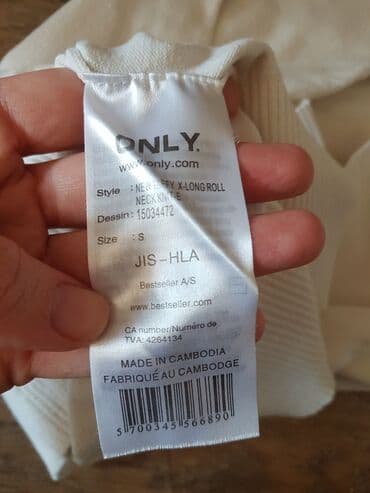 ONLY.
www.only.com
Style : NEW X-LONG ROLL
NECK KNIT-E
Dessin: 15034472
Size : S
JIS-HLA
Bestseller A/S
www.bestseller.com
CA number/Numéro de
TVA: 4264134
MADE IN CAMBODIA
FABRIQUÉ AU CAMBODGE
5 700345 566890